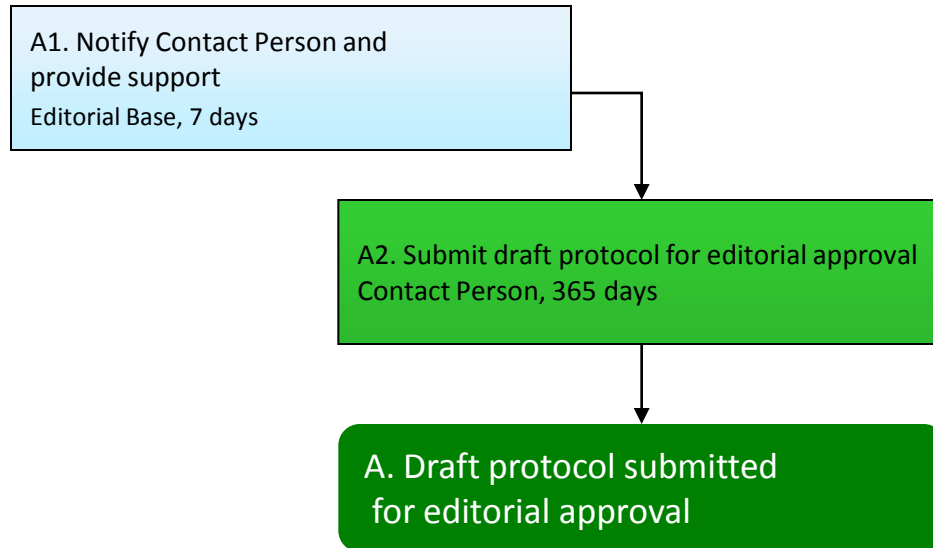 A1. Notify Contact Person and
provide support
Editorial Base, 7 days
A2. Submit draft protocol for editorial approval
Contact Person, 365 days
A. Draft protocol submitted
for editorial approval